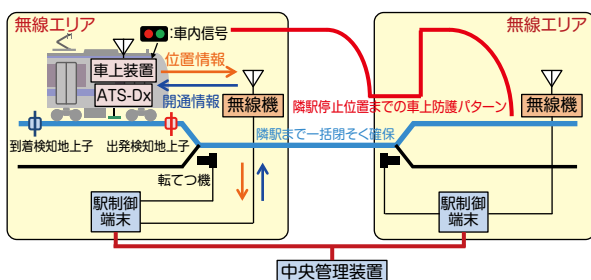 無線エリア
:車内信号
車上装置
ATS-Dx
位置情報
開通情報
無線機
到着検知地上子
出発検知地上子
転てつ機
駅制御
端末
隣駅停止位置までの車上防護パターン
隣駅まで一括閉そく確保
無線エリア
無線機
駅制御
端末
中央管理装置